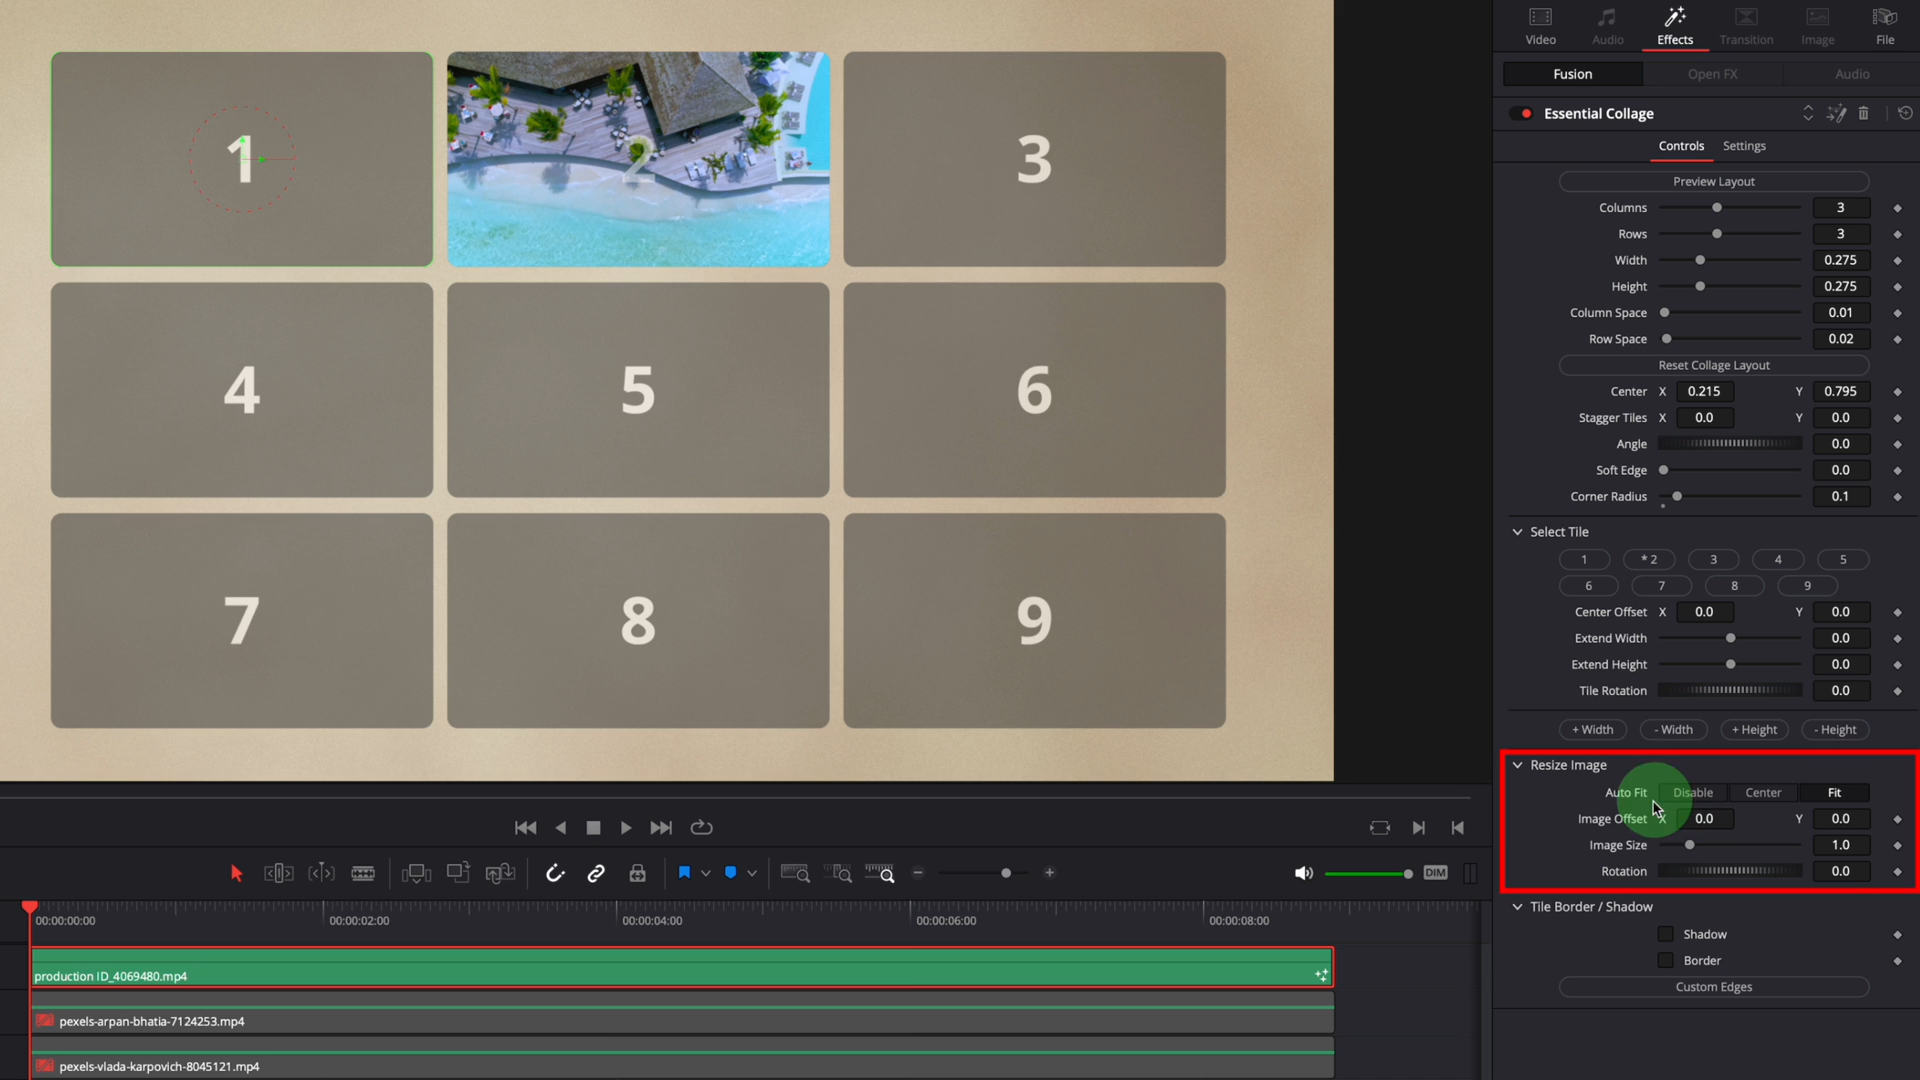 Video Audio Effects Transition Image File
Fusion Open FX Audio
Essential Collage
Controls Settings
Preview Layout
Columns 3
Rows 3
Width 0.275
Height 0.275
Column Space 0.01
Row Space 0.02
Reset Collage Layout
Center X 0.215 Y 0.795
Stagger Tiles X 0.0 Y 0.0
Angle 0.0
Soft Edge 0.0
Corner Radius 0.1
Select Tile
1 * 2 3 4 5
6 7 8 9
Center Offset X 0.0 Y 0.0
Extend Width 0.0
Extend Height 0.0
Tile Rotation 0.0
+ Width - Width + Height - Height
Resize Image
Auto Fit Disable Center Fit
Image Offset X 0.0 Y 0.0
Image Size 1.0
Rotation 0.0
Tile Border / Shadow
Shadow
Border
Custom Edges
1 2 3
4 5 6
7 8 9
DIM
00:00:00:00 00:00:02:00 00:00:04:00 00:00:06:00 00:00:08:00
production ID_4069480.mp4
pexels-arpan-bhatia-7124253.mp4
pexels-vlada-karpovich-8045121.mp4